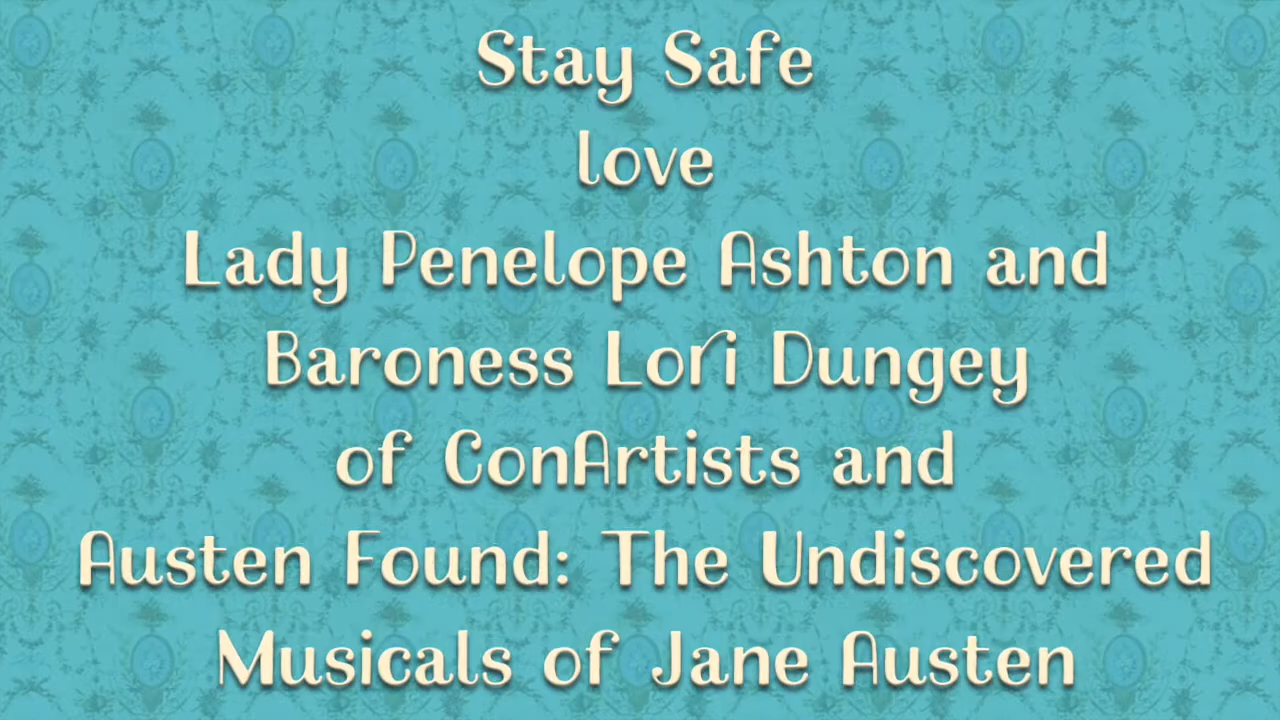 Stay Safe
love
Lady Penelope Ashton and
Baroness Lori Dungey
of ConArtists and
Austen Found: The Undiscovered
Musicals of Jane Austen